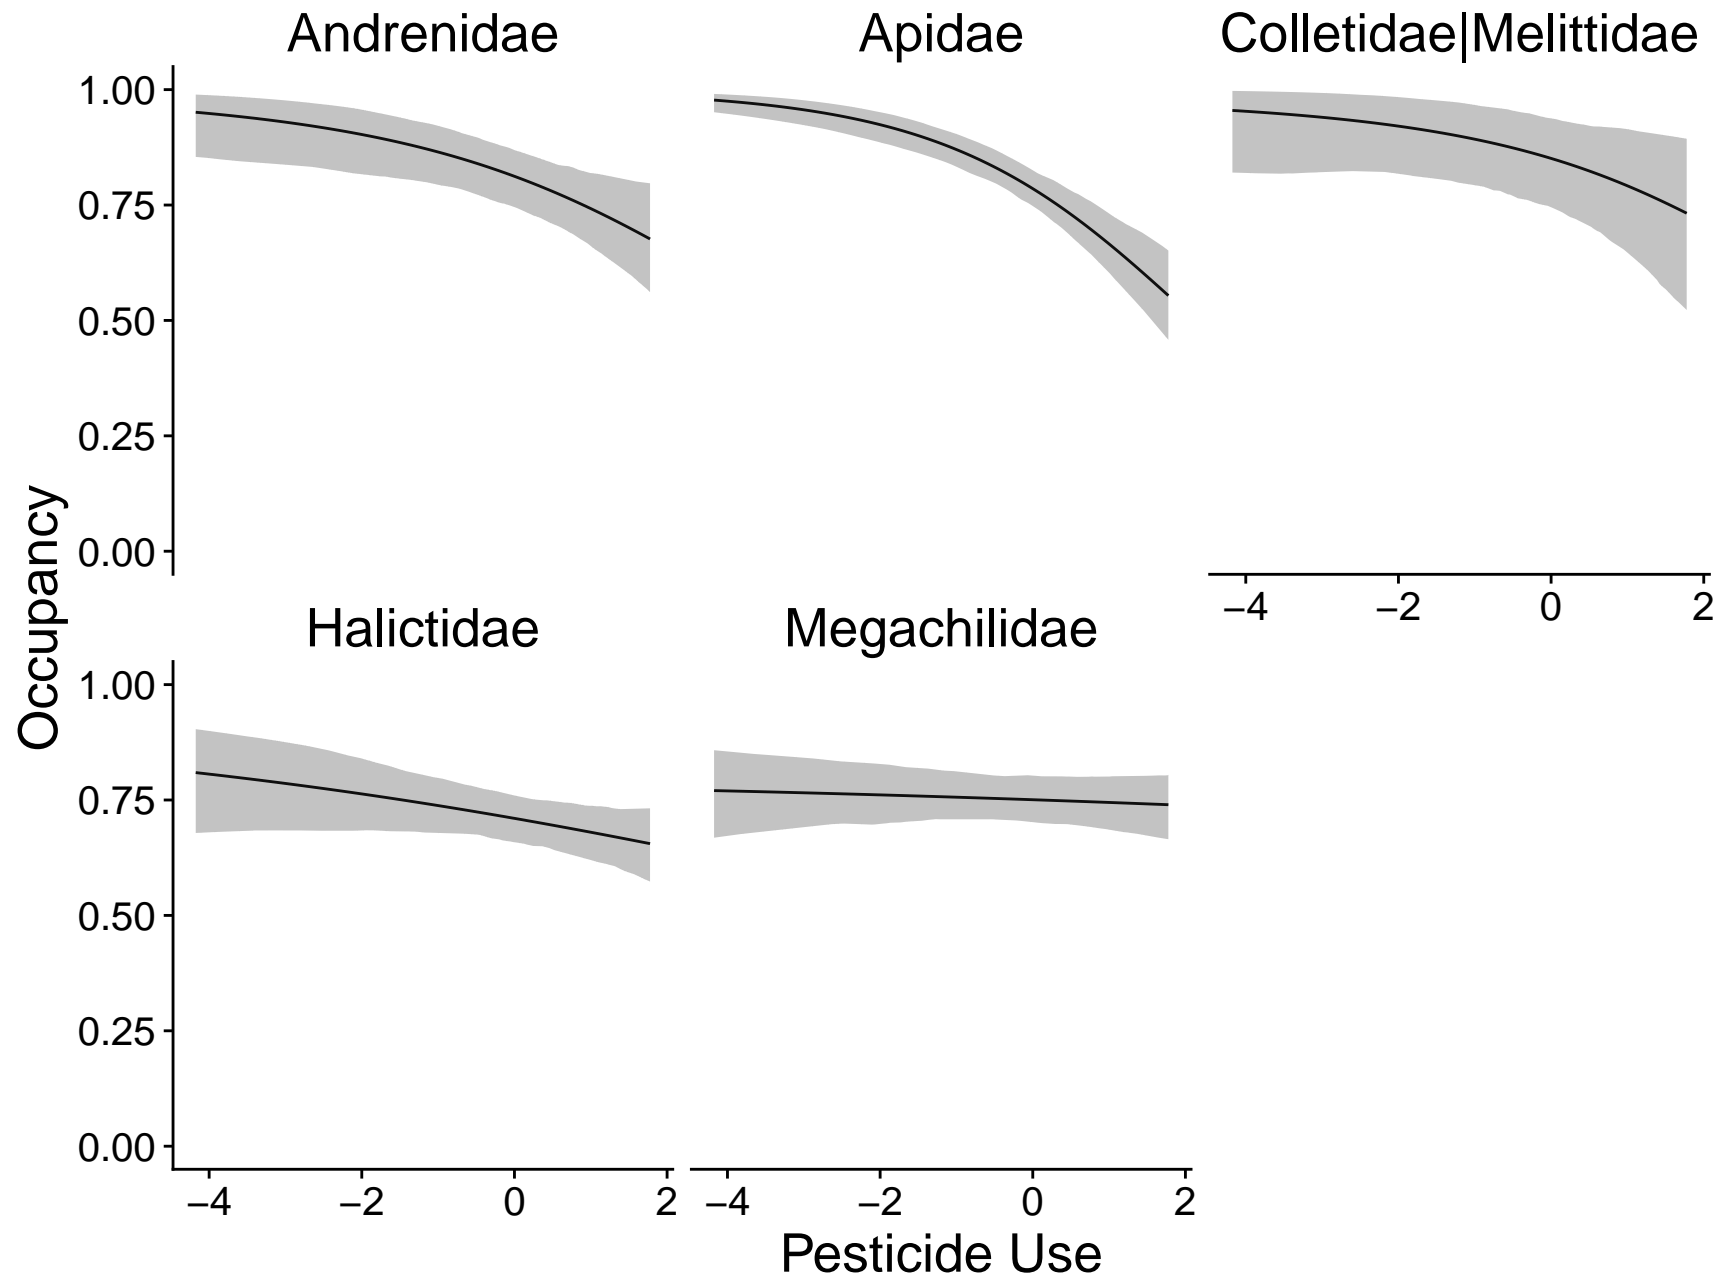 Andrenidae Apidae Colletidae|Melittidae
1.00
0.75
0.50
0.25
0.00
−4 −2 0 2
Occupancy
Halictidae Megachilidae
1.00
0.75
0.50
0.25
0.00
−4 −2 0 2 −4 −2 0 2
Pesticide Use